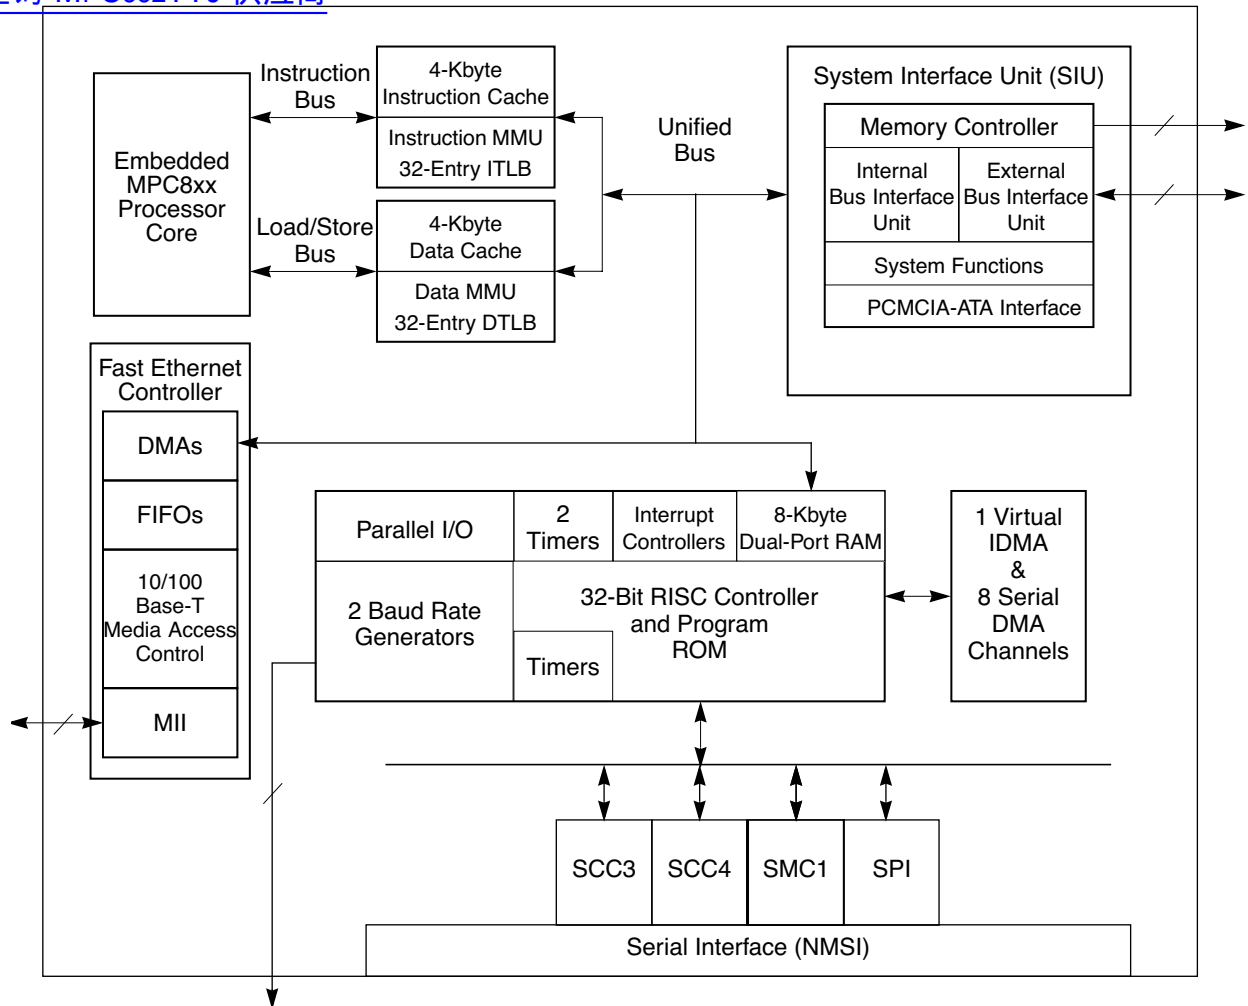 供应商
Instruction
Bus
4-Kbyte
Instruction Cache
Instruction MMU
32-Entry ITLB
Embedded
MPC8xx
Processor
Core
Load/Store
Bus
4-Kbyte
Data Cache
Data MMU
32-Entry DTLB
Unified
Bus
System Interface Unit (SIU)
Memory Controller
Internal
Bus Interface
Unit
External
Bus Interface
Unit
System Functions
PCMCIA-ATA Interface
Fast Ethernet
Controller
DMAs
FIFOs
10/100
Base-T
Media Access
Control
MII
Parallel I/O
2
Timers
Interrupt
Controllers
8-Kbyte
Dual-Port RAM
2 Baud Rate
Generators
32-Bit RISC Controller
and Program
ROM
Timers
1 Virtual
IDMA
&
8 Serial
DMA
Channels
SCC3
SCC4
SMC1
SPI
Serial Interface (NMSI)